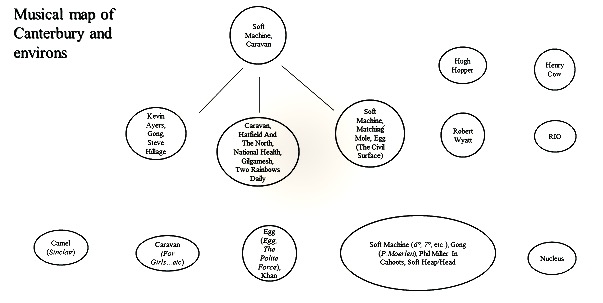 Musical map of
Canterbury and
environs
Soft
Machine,
Caravan
Hugh
Hopper
Henry
Cow
Kevin
Ayers,
Gong,
Steve
Hillage
Caravan,
Hatfield And
The North,
National Health,
Gilgamesh,
Two Rainbows
Daily
Soft
Machine,
Matching
Mole, Egg
(The Civil
Surface)
Robert
Wyatt
RIO
Camel
(Sinclair)
Caravan
(For
Girls...etc)
Egg
(Egg,
The
Polite
Force),
Khan
Soft Machine (6º, 7º, etc.), Gong
(P. Moerlen), Phil Miller In
Cahoots, Soft Heap/Head
Nucleus